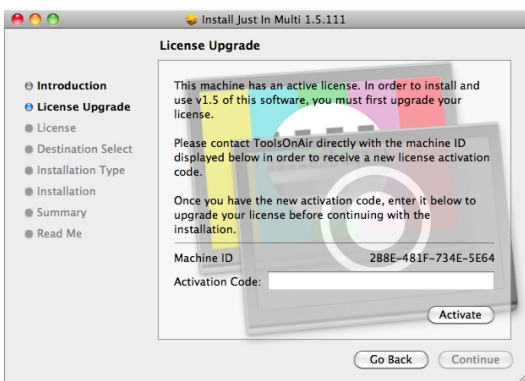 Install Just In Multi 1.5.111
License Upgrade
Introduction
License Upgrade
License
Destination Select
Installation Type
Installation
Summary
Read Me
This machine has an active license. In order to install and
use v1.5 of this software, you must first upgrade your
license.
Please contact ToolsOnAir directly with the machine ID
displayed below in order to receive a new license activation
code.
Once you have the new activation code, enter it below to
upgrade your license before continuing with the
installation.
Machine ID 2B8E-481F-734E-5E64
Activation Code:
Activate
Go Back Continue